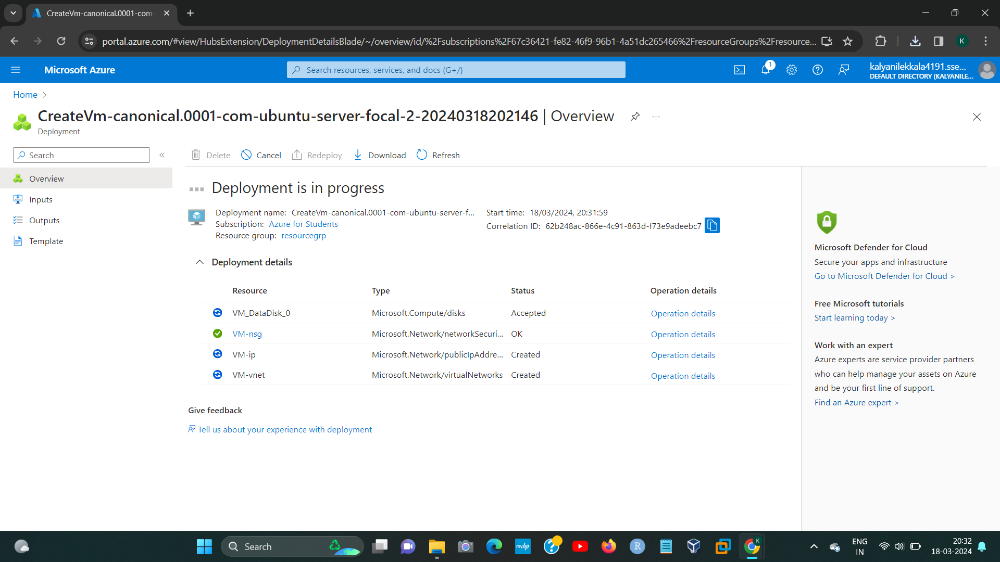 CreateVm-canonical.0001-com-
portal.azure.com/#view/HubsExtension/DeploymentDetailsBlade/~/overview/id/%2Fsubscriptions%2F67c36421-fe82-46f9-96b1-4a51dc265466%2FresourceGroups%2Fresource...
K
Microsoft Azure
Search resources, services, and docs (G+/)
1
kalyanilekkala4191.sse...
DEFAULT DIRECTORY (KALYANILE...
Home
CreateVm-canonical.0001-com-ubuntu-server-focal-2-20240318202146 | Overview
Deployment
Search
Overview
Inputs
Outputs
Template
Delete
Cancel
Redeploy
Download
Refresh
Deployment is in progress
Deployment name: CreateVm-canonical.0001-com-ubuntu-server-f...
Subscription: Azure for Students
Resource group: resourcegrp
Start time: 18/03/2024, 20:31:59
Correlation ID: 62b248ac-866e-4c91-863d-f73e9adeebc7
Deployment details
Resource Type Status Operation details
VM_DataDisk_0 Microsoft.Compute/disks Accepted Operation details
VM-nsg Microsoft.Network/networkSecuri... OK Operation details
VM-ip Microsoft.Network/publicIpAddre... Created Operation details
VM-vnet Microsoft.Network/virtualNetworks Created Operation details
Give feedback
Tell us about your experience with deployment
Microsoft Defender for Cloud
Secure your apps and infrastructure
Go to Microsoft Defender for Cloud >
Free Microsoft tutorials
Start learning today >
Work with an expert
Azure experts are service provider partners
who can help manage your assets on Azure
and be your first line of support.
Find an Azure expert >
Search
myhp
R
K
ENG
IN
20:32
18-03-2024